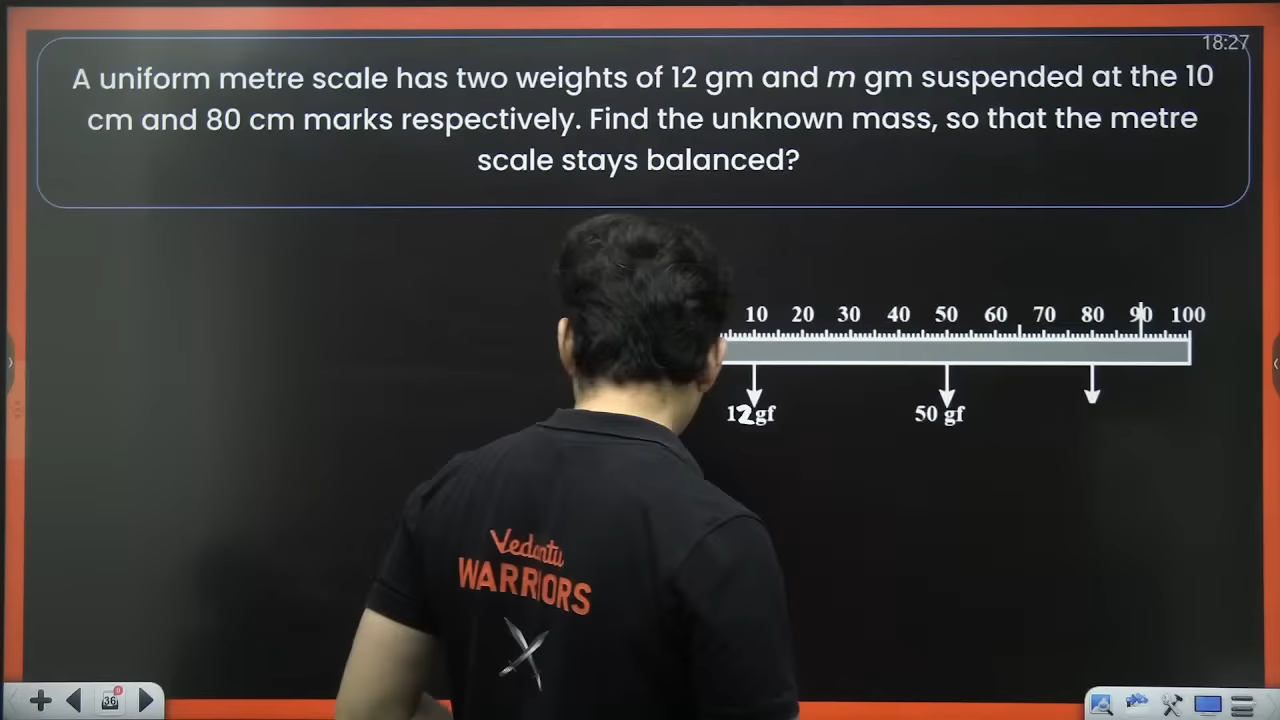 18:27
A uniform metre scale has two weights of 12 gm and m gm suspended at the 10
cm and 80 cm marks respectively. Find the unknown mass, so that the metre
scale stays balanced?
10 20 30 40 50 60 70 80 90 100
12gf 50 gf
Vedantu
WARRIORS
36